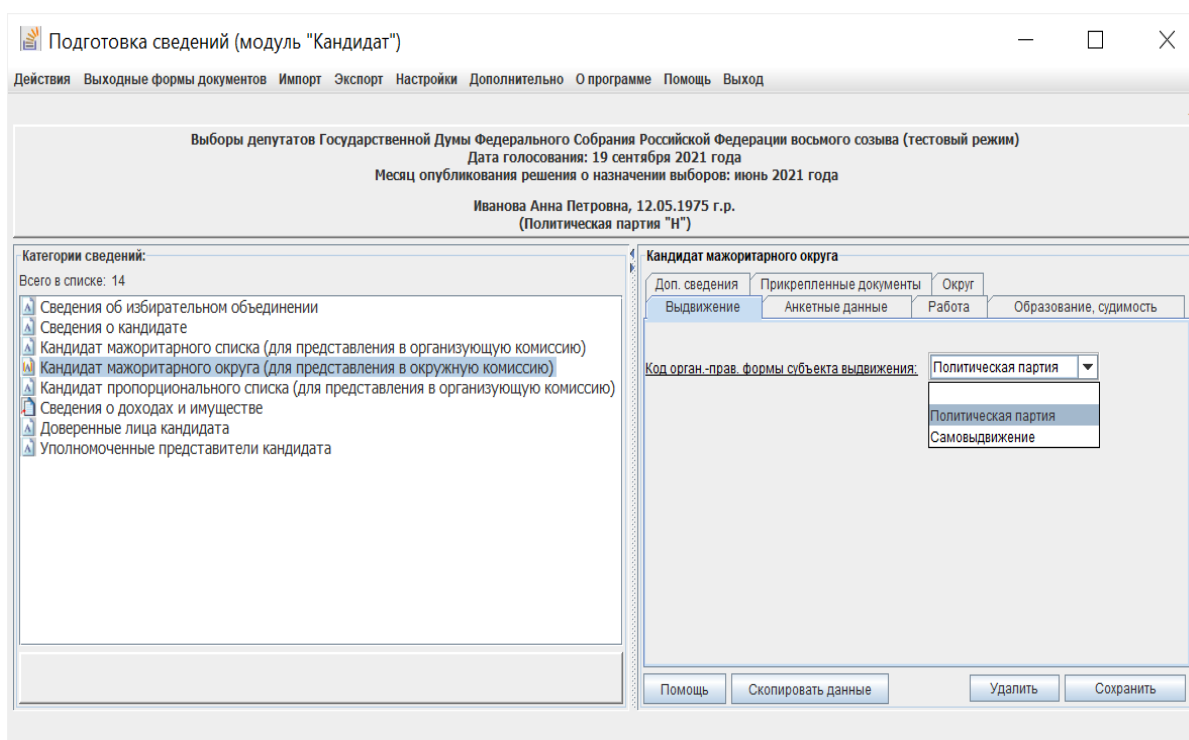 Подготовка сведений (модуль "Кандидат")
Действия Выходные формы документов Импорт Экспорт Настройки Дополнительно О программе Помощь Выход
Выборы депутатов Государственной Думы Федерального Собрания Российской Федерации восьмого созыва (тестовый режим)
Дата голосования: 19 сентября 2021 года
Месяц опубликования решения о назначении выборов: июнь 2021 года
Иванова Анна Петровна, 12.05.1975 г.р.
(Политическая партия "Н")
Категории сведений:
Всего в списке: 14
Сведения об избирательном объединении
Сведения о кандидате
Кандидат мажоритарного списка (для представления в организующую комиссию)
Кандидат мажоритарного округа (для представления в окружную комиссию)
Кандидат пропорционального списка (для представления в организующую комиссию)
Сведения о доходах и имуществе
Доверенные лица кандидата
Уполномоченные представители кандидата
Кандидат мажоритарного округа
Доп. сведения Прикрепленные документы Округ
Выдвижение Анкетные данные Работа Образование, судимость
Код орган.-прав. формы субъекта выдвижения: Политическая партия
Политическая партия
Самовыдвижение
Помощь Скопировать данные Удалить Сохранить